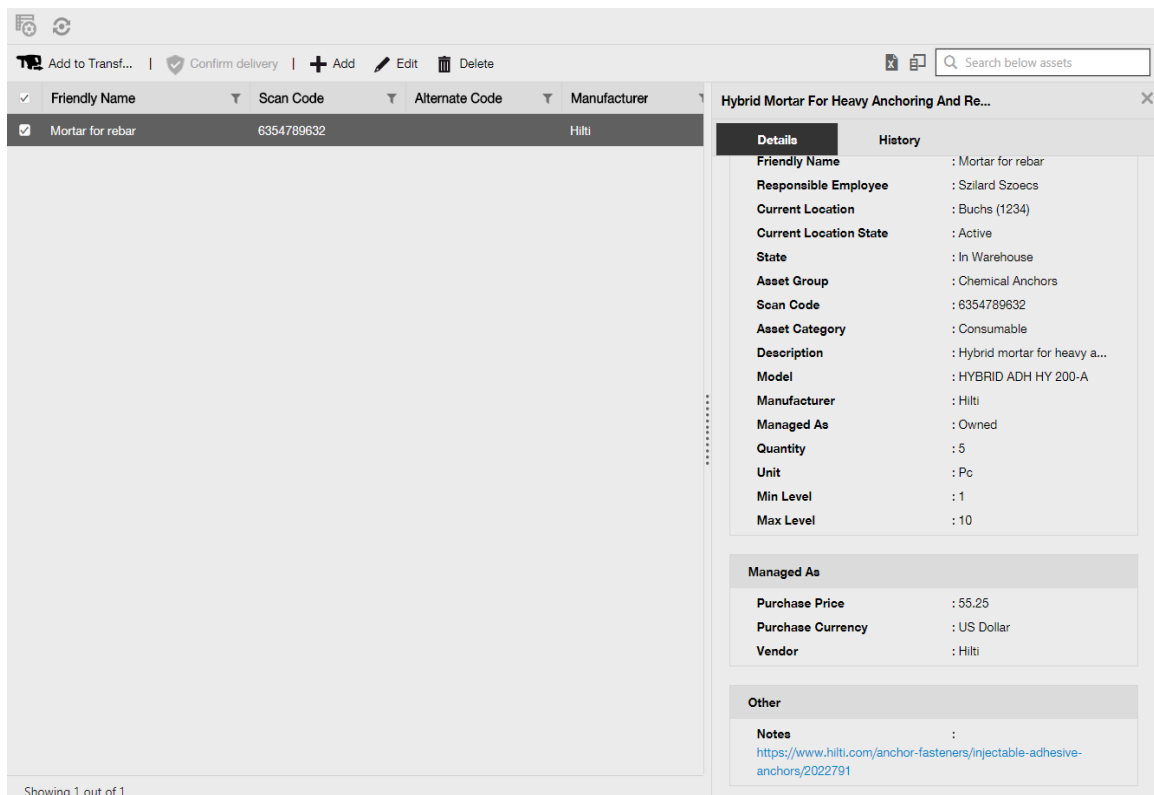 Add to Transf... | Confirm delivery | Add Edit Delete Search below assets
Friendly Name Scan Code Alternate Code Manufacturer
Mortar for rebar 6354789632 Hilti
Showing 1 out of 1
Hybrid Mortar For Heavy Anchoring And Re...
Details History
Friendly Name : Mortar for rebar
Responsible Employee : Szilard Szoecs
Current Location : Buchs (1234)
Current Location State : Active
State : In Warehouse
Asset Group : Chemical Anchors
Scan Code : 6354789632
Asset Category : Consumable
Description : Hybrid mortar for heavy a...
Model : HYBRID ADH HY 200-A
Manufacturer : Hilti
Managed As : Owned
Quantity : 5
Unit : Pc
Min Level : 1
Max Level : 10
Managed As
Purchase Price : 55.25
Purchase Currency : US Dollar
Vendor : Hilti
Other
Notes :
https://www.hilti.com/anchor-fasteners/injectable-adhesive-
anchors/2022791